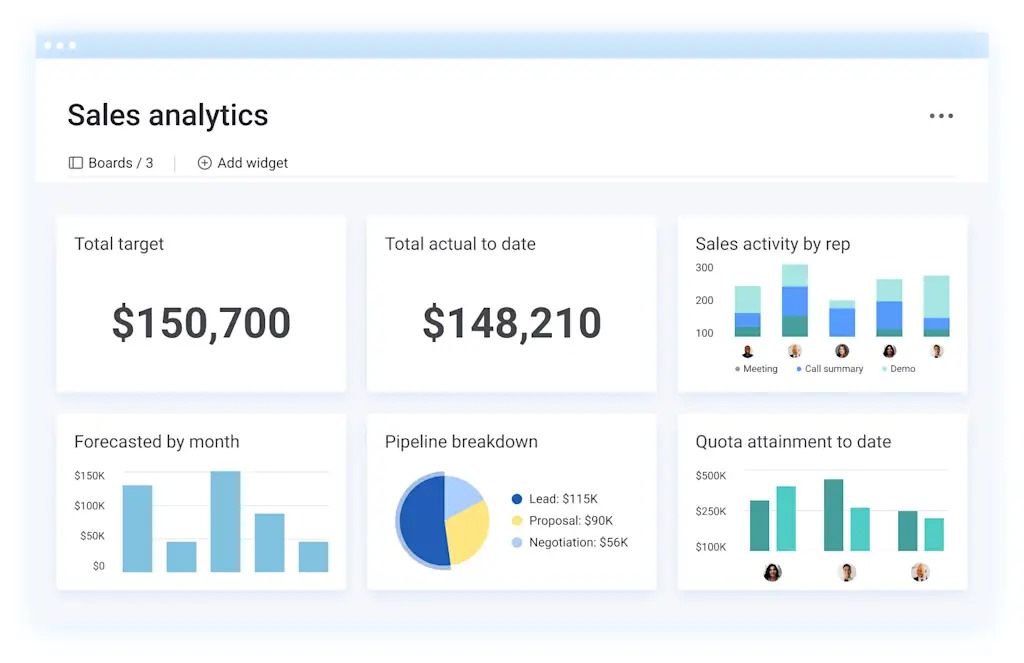 Sales analytics
Boards / 3
Add widget
Total target
$150,700
Total actual to date
$148,210
Sales activity by rep
300
200
100
Meeting
Call summary
Demo
Forecasted by month
$150K
$100K
$50K
$0
Pipeline breakdown
Lead: $115K
Proposal: $90K
Negotiation: $56K
Quota attainment to date
$500K
$250K
$100K